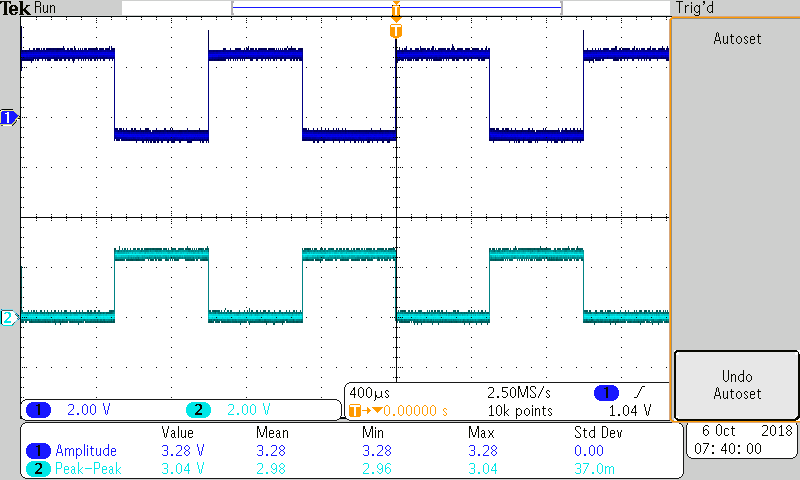 Tek Run Trig'd
T
T
Autoset
1
2
Undo
Autoset
400µs 2.50MS/s 1
T 0.00000 s 10k points 1.04 V
1 2.00 V 2 2.00 V
Value Mean Min Max Std Dev
1 Amplitude 3.28 V 3.28 3.28 3.28 0.00
2 Peak-Peak 3.04 V 2.98 2.96 3.04 37.0m
6 Oct 2018
07:40:00